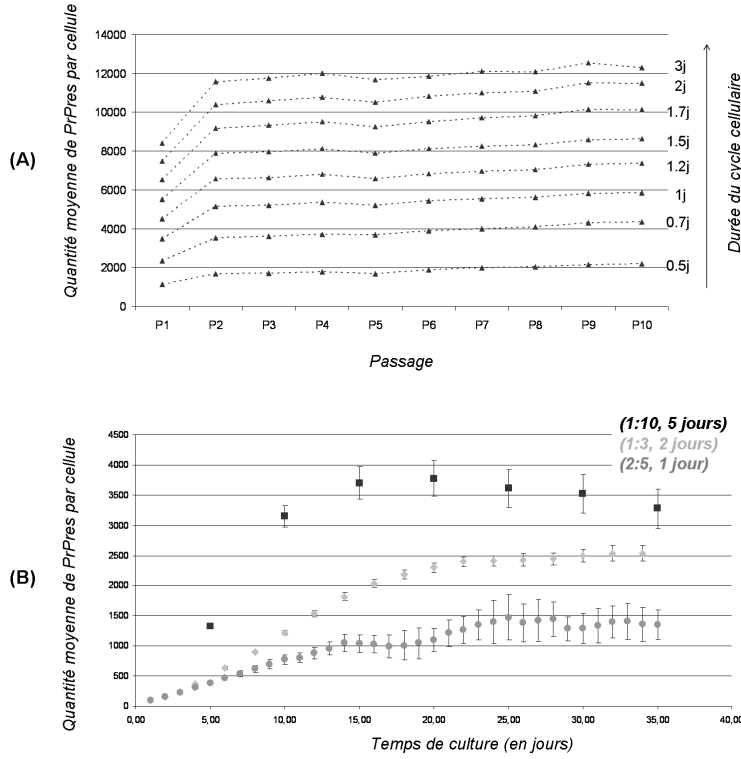 (A)
Quantité moyenne de PrPres par cellule
14000
12000
10000
8000
6000
4000
2000
0
P1 P2 P3 P4 P5 P6 P7 P8 P9 P10
Passage
3j
2j
1.7j
1.5j
1.2j
1j
0.7j
0.5j
Durée du cycle cellulaire
(B)
Quantité moyenne de PrPres par cellule
4500
4000
3500
3000
2500
2000
1500
1000
500
0
0,00 5,00 10,00 15,00 20,00 25,00 30,00 35,00 40,00
Temps de culture (en jours)
(1:10, 5 jours)
(1:3, 2 jours)
(2:5, 1 jour)